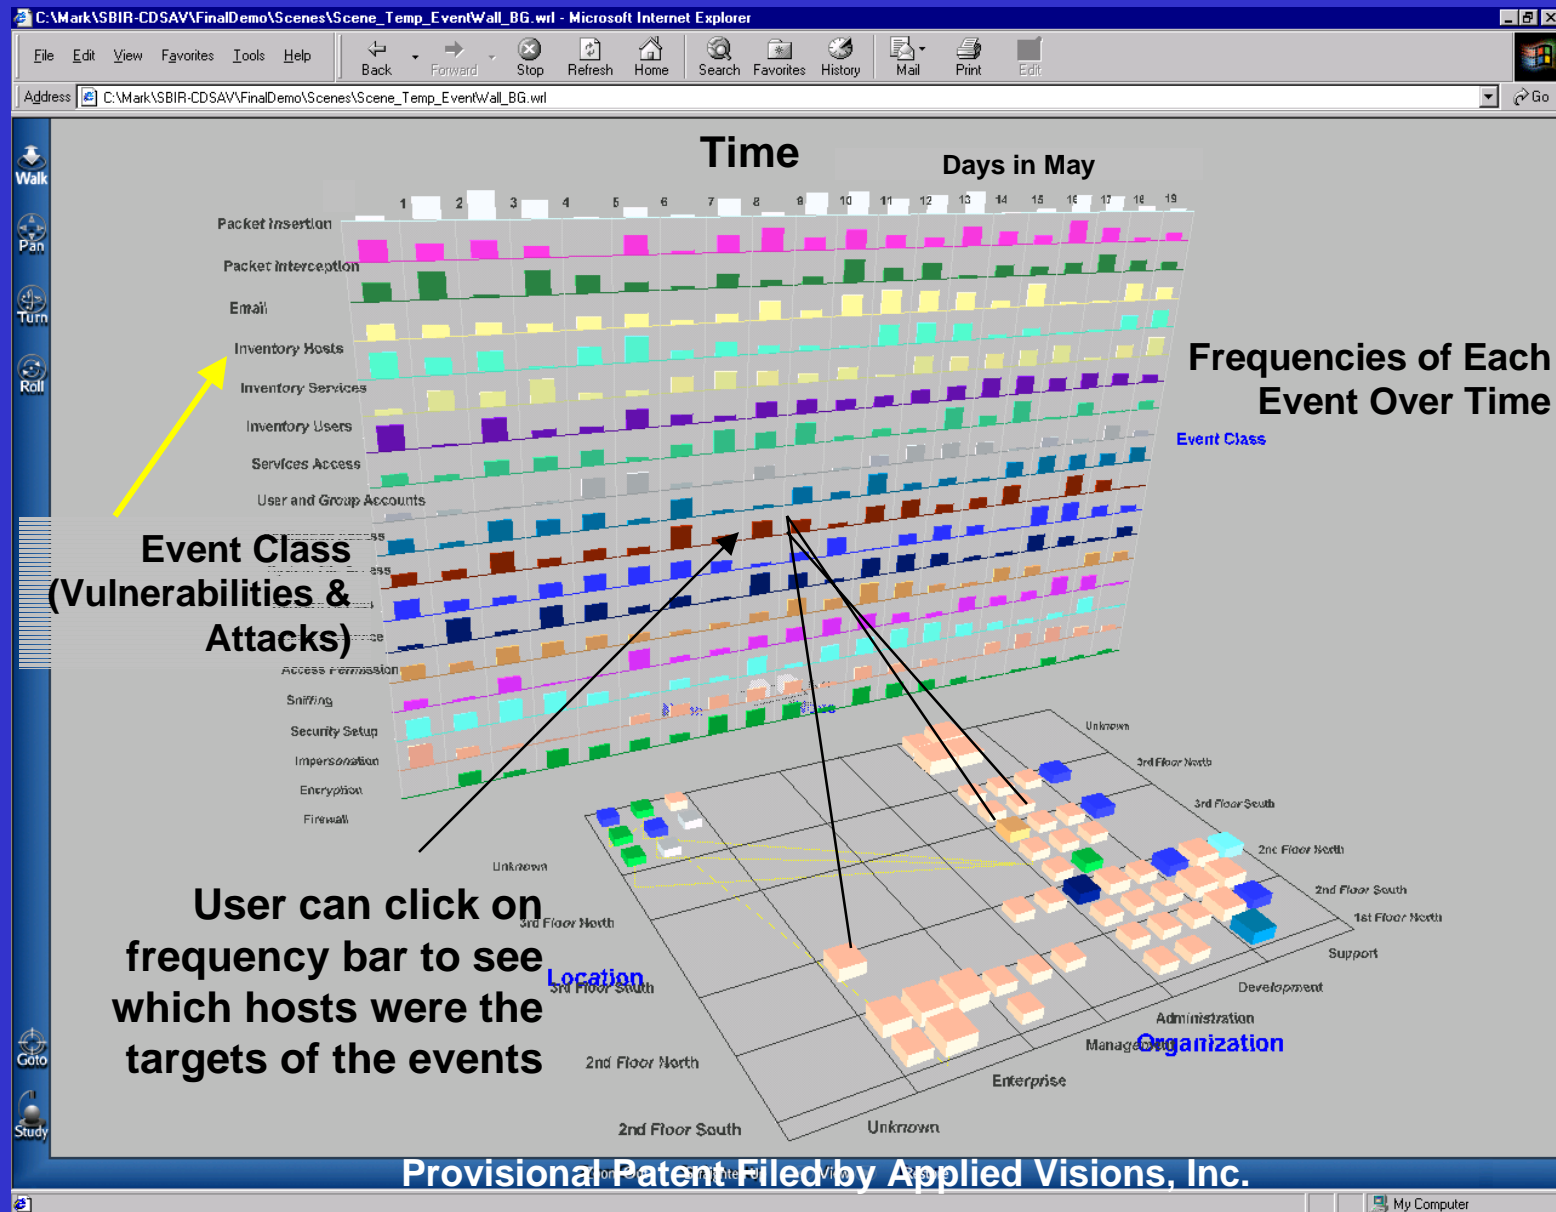 C:\Mark\SBIR-CDSAV\FinalDemo\Scenes\Scene_Temp_EventWall_BG.wrl - Microsoft Internet Explorer
File Edit View Favorites Tools Help
Back Forward Stop Refresh Home Search Favorites History Mail Print Edit
Address C:\Mark\SBIR-CDSAV\FinalDemo\Scenes\Scene_Temp_EventWall_BG.wrl Go
Walk
Pan
Turn
Roll
Goto
Study
Time
Days in May
1 2 3 4 5 6 7 8 9 10 11 12 13 14 15 16 17 18 19
Packet Insertion
Packet Interception
Email
Inventory Hosts
Inventory Services
Inventory Users
Services Access
User and Group Accounts
Access Permission
Sniffing
Security Setup
Impersonation
Encryption
Firewall
Frequencies of Each
Event Over Time
Event Class
Event Class
(Vulnerabilities &
Attacks)
User can click on
frequency bar to see
which hosts were the
targets of the events
Unknown
3rd Floor North
3rd Floor South
2nd Floor North
2nd Floor South
1st Floor North
Support
Development
Administration
Management
Organization
Enterprise
Unknown
Unknown
3rd Floor North
Location
3rd Floor South
2nd Floor North
2nd Floor South
Provisional Patent Filed by Applied Visions, Inc.
My Computer